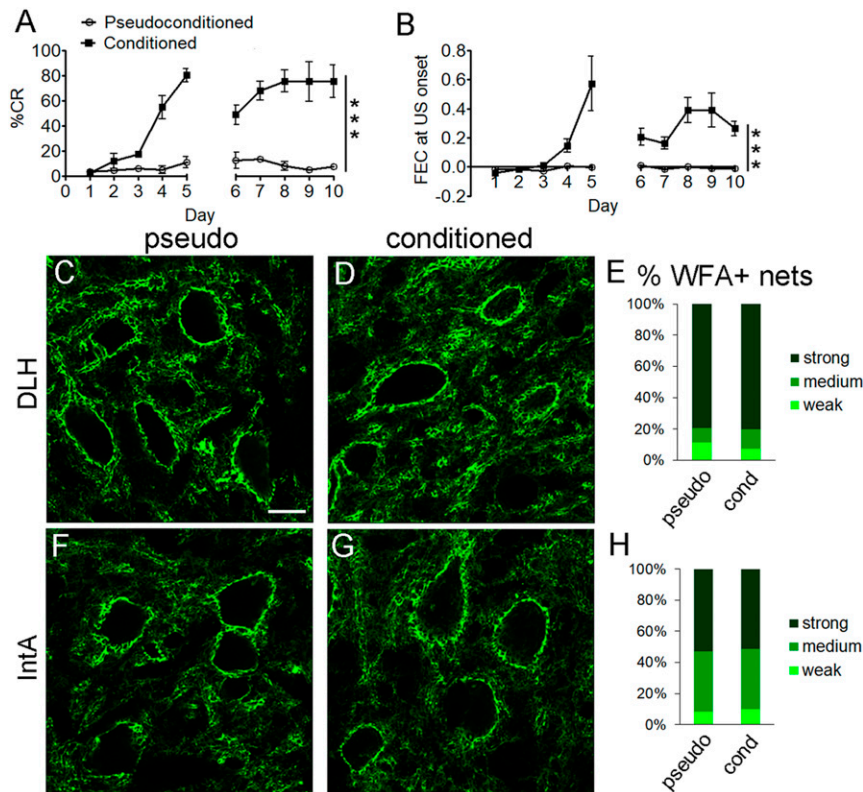 A
Pseudoconditioned
Conditioned
%CR
100
80
60
40
20
0
0 1 2 3 4 5 6 7 8 9 10
Day
***
B
FEC at US onset
0.8
0.6
0.4
0.2
0.0
-0.2
1 2 3 4 5 6 7 8 9 10
Day
***
pseudo conditioned
C D E % WFA+ nets
DLH
100%
80%
60%
40%
20%
0%
strong
medium
weak
pseudo cond
F G H
IntA
100%
80%
60%
40%
20%
0%
strong
medium
weak
pseudo cond